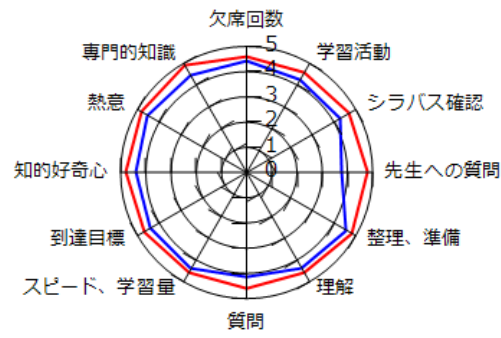 欠席回数
学習活動
シラバス確認
先生への質問
整理、準備
理解
質問
スピード、学習量
到達目標
知的好奇心
熱意
専門的知識
5
4
3
2
1
0